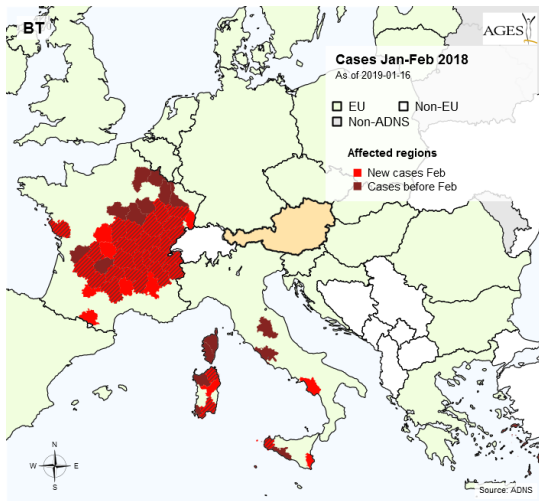 BT
AGES
Cases Jan-Feb 2018
As of 2019-01-16
EU Non-EU
Non-ADNS
Affected regions
New cases Feb
Cases before Feb
N
W E
S
Source: ADNS